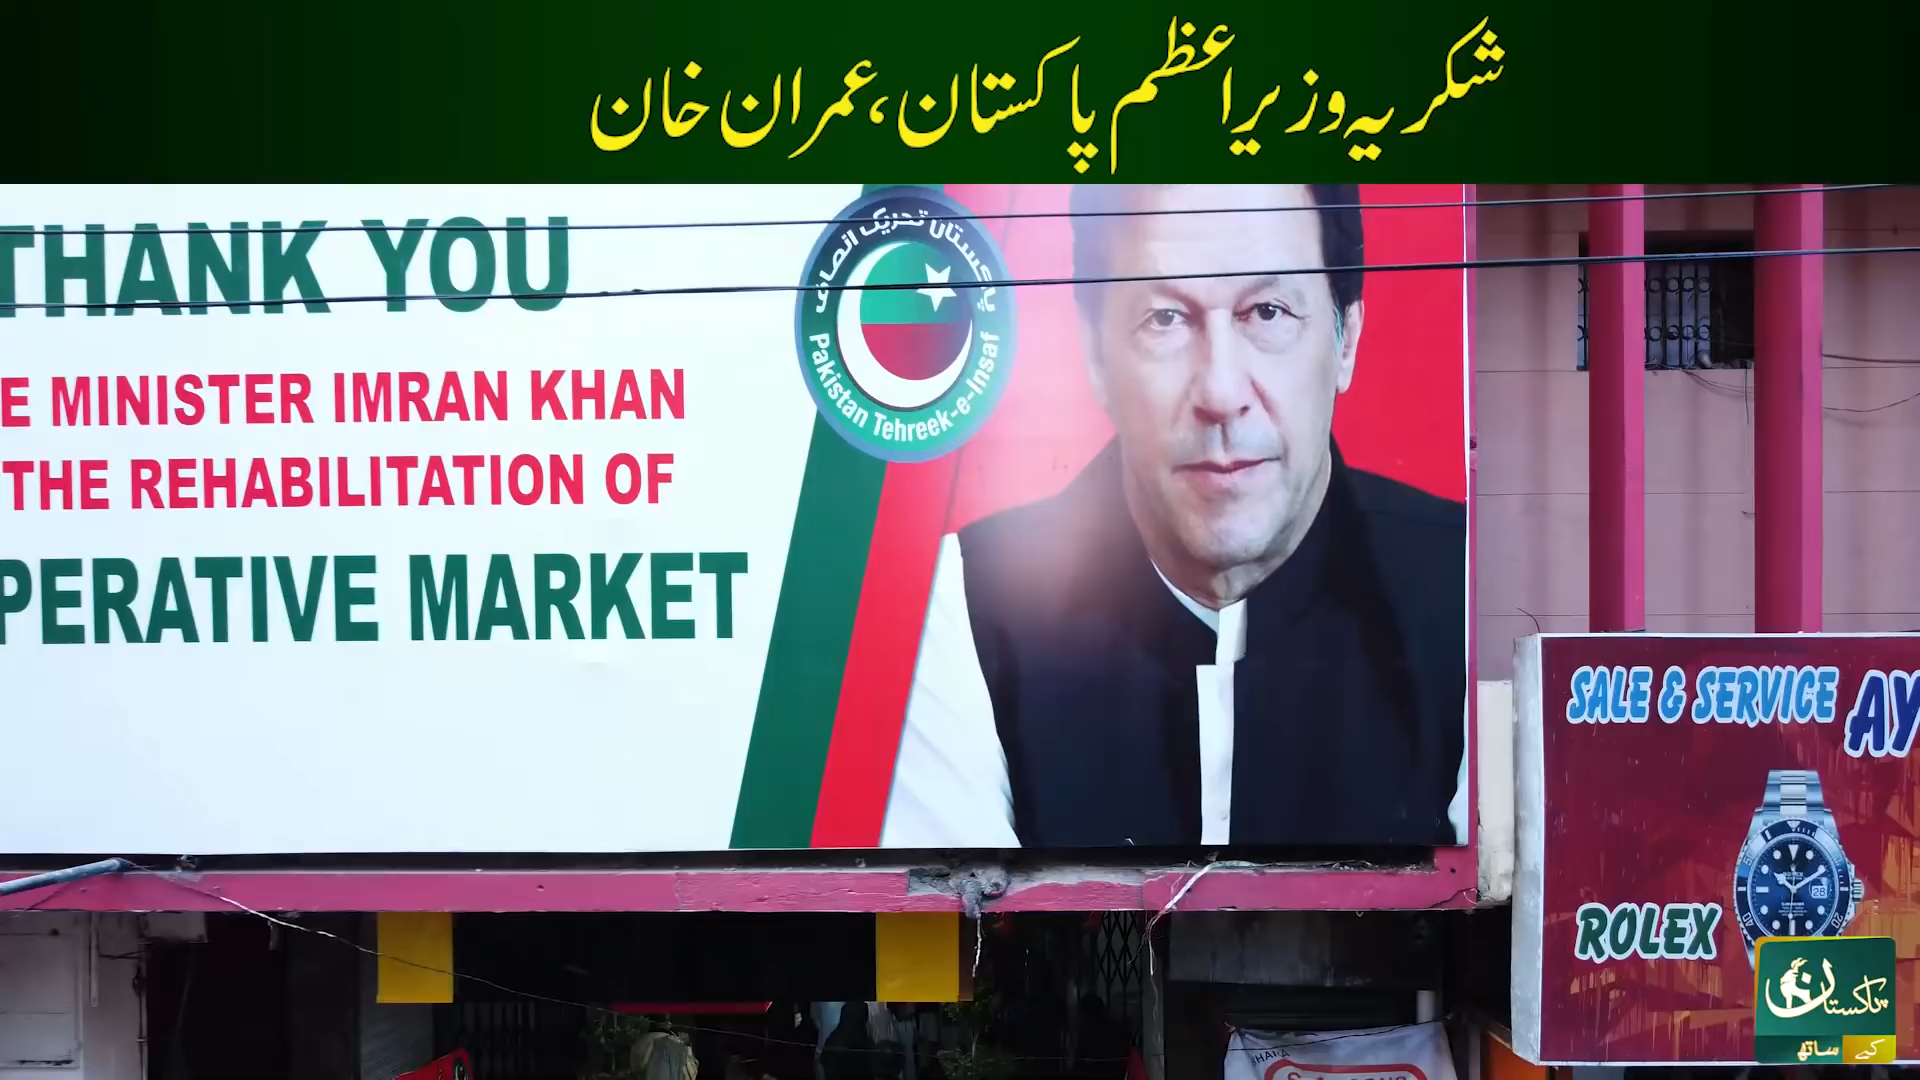 شکریہ وزیراعظم پاکستان، عمران خان
THANK YOU
E MINISTER IMRAN KHAN
THE REHABILITATION OF
PERATIVE MARKET
پاکستان تحریک انصاف
Pakistan Tehreek-e-Insaf
SALE & SERVICE AY
ROLEX
پاکستان
کے ساتھ